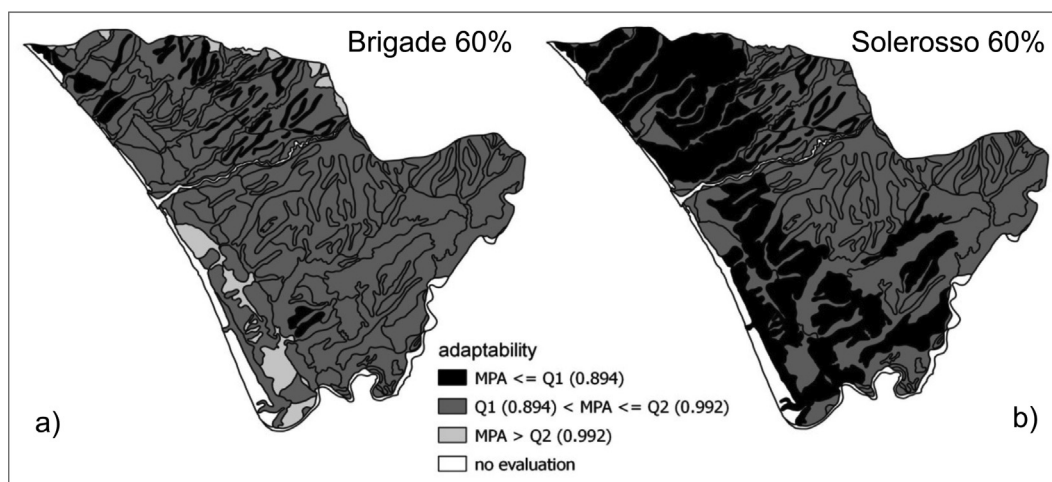 Brigade 60%
Solerosso 60%
adaptability
MPA <= Q1 (0.894)
Q1 (0.894) < MPA <= Q2 (0.992)
MPA > Q2 (0.992)
no evaluation
a)
b)